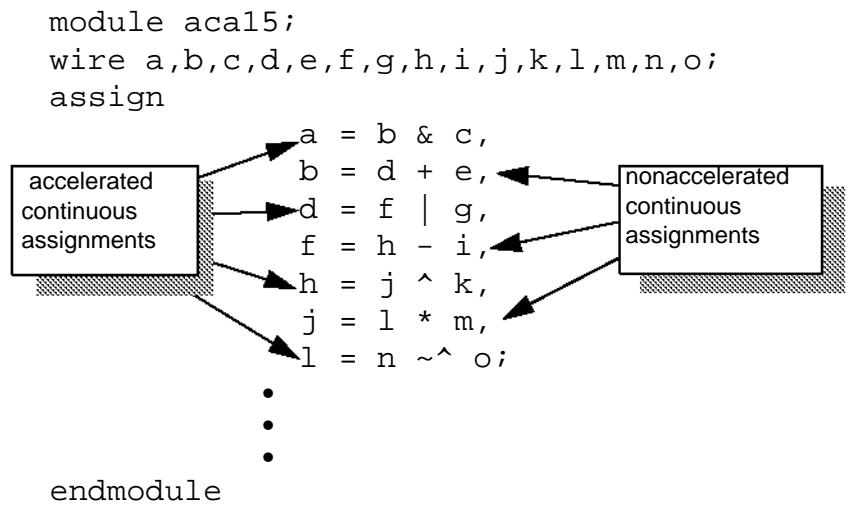 module aca15;
wire a,b,c,d,e,f,g,h,i,j,k,l,m,n,o;
assign
a = b & c,
b = d + e,
d = f | g,
f = h - i,
h = j ^ k,
j = l * m,
l = n ~^ o;
accelerated
continuous
assignments
nonaccelerated
continuous
assignments
endmodule